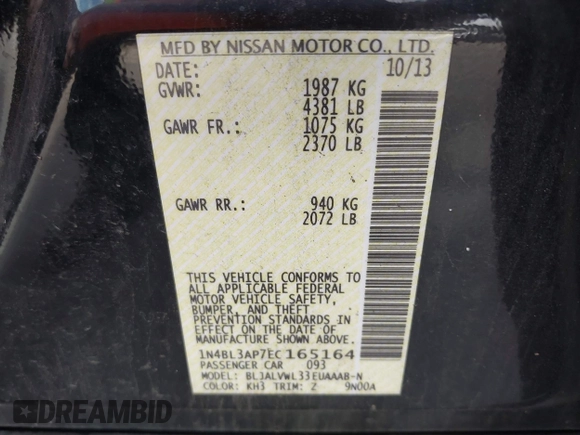 MFD BY NISSAN MOTOR CO., LTD.
DATE: 10/13
GVWR: 1987 KG
4381 LB
GAWR FR.: 1075 KG
2370 LB
GAWR RR.: 940 KG
2072 LB
THIS VEHICLE CONFORMS TO
ALL APPLICABLE FEDERAL
MOTOR VEHICLE SAFETY,
BUMPER, AND THEFT
PREVENTION STANDARDS IN
EFFECT ON THE DATE OF
MANUFACTURE SHOWN ABOVE.
1N4BL3AP7EC165164
PASSENGER CAR 093
MODEL: BLJALVWL33EUAAAB-N
COLOR: KH3 TRIM: Z 9N00A
DREAMBID